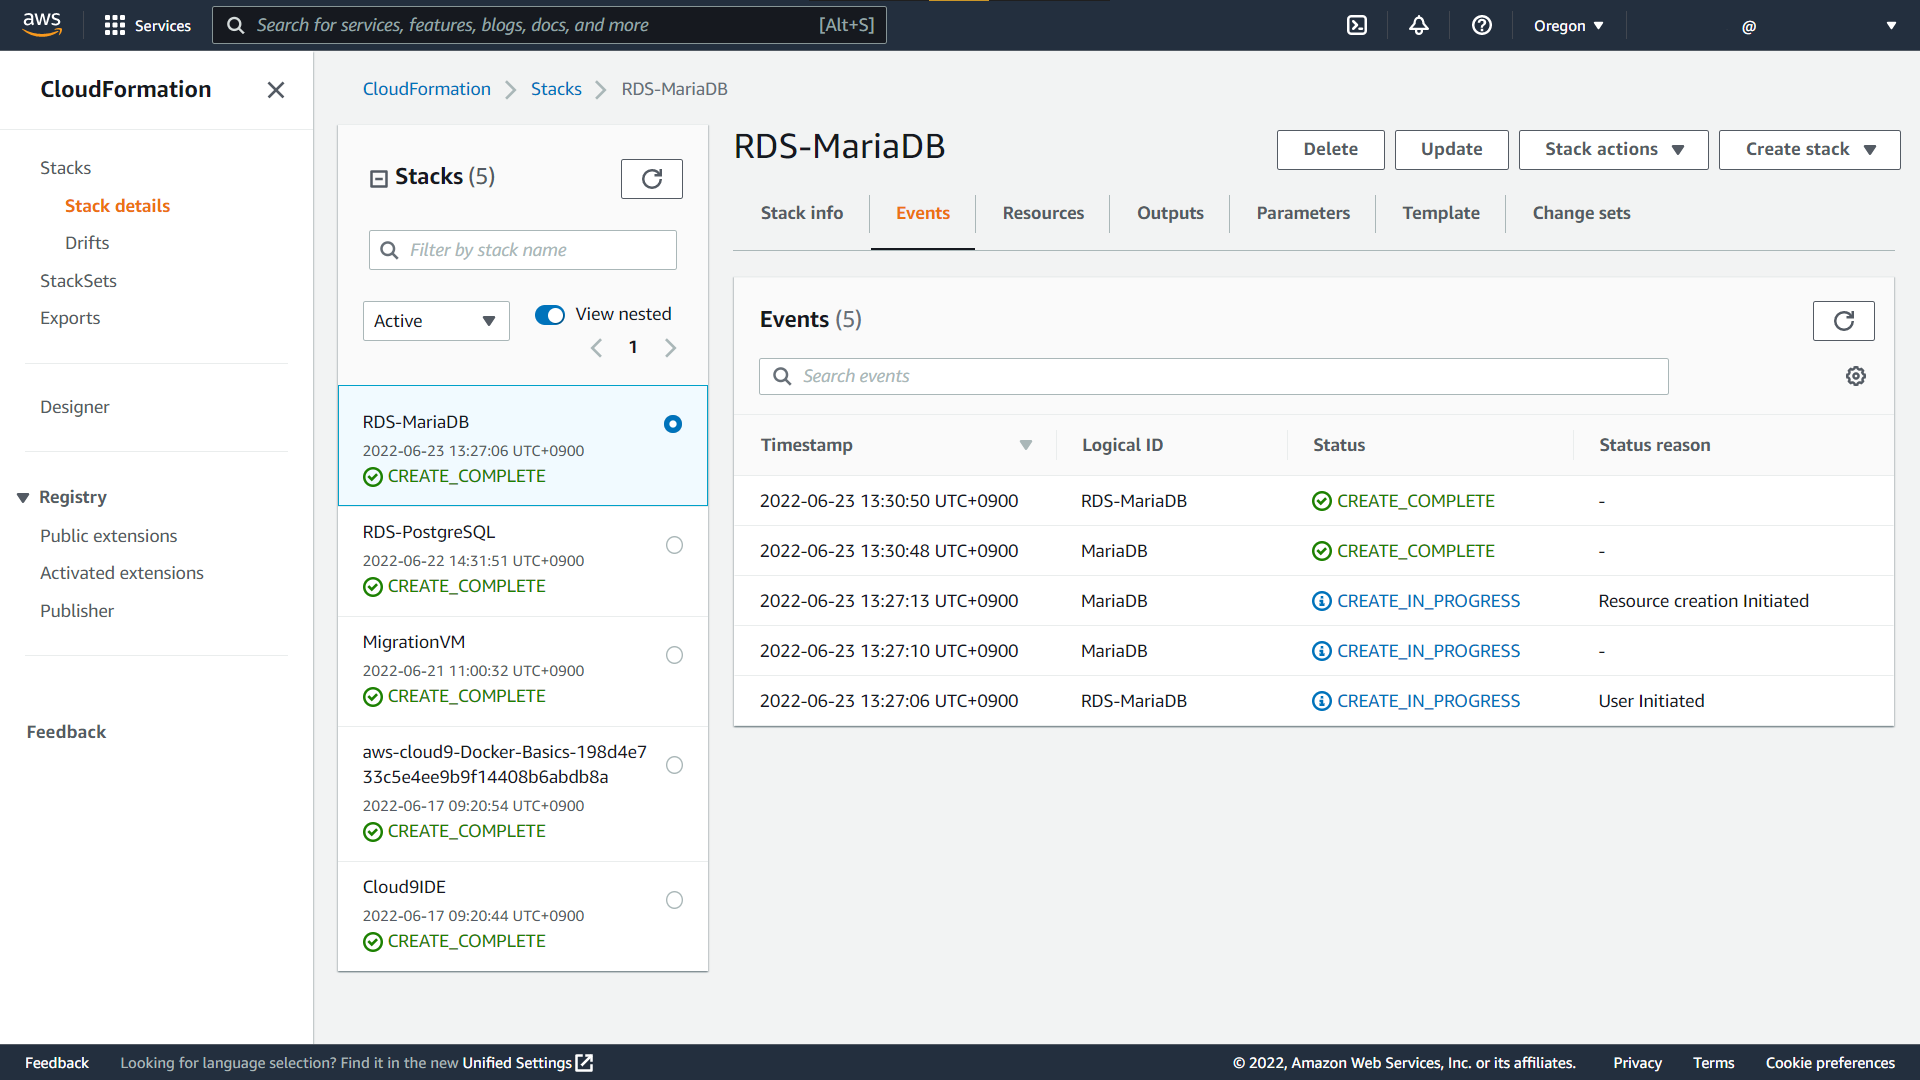 aws
Services
Search for services, features, blogs, docs, and more
[Alt+S]
Oregon
@
CloudFormation
Stacks
Stack details
Drifts
StackSets
Exports
Designer
Registry
Public extensions
Activated extensions
Publisher
Feedback
CloudFormation
Stacks
RDS-MariaDB
Stacks (5)
Filter by stack name
Active
View nested
1
RDS-MariaDB
2022-06-23 13:27:06 UTC+0900
CREATE_COMPLETE
RDS-PostgreSQL
2022-06-22 14:31:51 UTC+0900
CREATE_COMPLETE
MigrationVM
2022-06-21 11:00:32 UTC+0900
CREATE_COMPLETE
aws-cloud9-Docker-Basics-198d4e7
33c5e4ee9b9f14408b6abdb8a
2022-06-17 09:20:54 UTC+0900
CREATE_COMPLETE
Cloud9IDE
2022-06-17 09:20:44 UTC+0900
CREATE_COMPLETE
RDS-MariaDB
Delete
Update
Stack actions
Create stack
Stack info
Events
Resources
Outputs
Parameters
Template
Change sets
Events (5)
Search events
Timestamp Logical ID Status Status reason
2022-06-23 13:30:50 UTC+0900 RDS-MariaDB CREATE_COMPLETE -
2022-06-23 13:30:48 UTC+0900 MariaDB CREATE_COMPLETE -
2022-06-23 13:27:13 UTC+0900 MariaDB CREATE_IN_PROGRESS Resource creation Initiated
2022-06-23 13:27:10 UTC+0900 MariaDB CREATE_IN_PROGRESS -
2022-06-23 13:27:06 UTC+0900 RDS-MariaDB CREATE_IN_PROGRESS User Initiated
Feedback
Looking for language selection? Find it in the new Unified Settings
© 2022, Amazon Web Services, Inc. or its affiliates.
Privacy
Terms
Cookie preferences